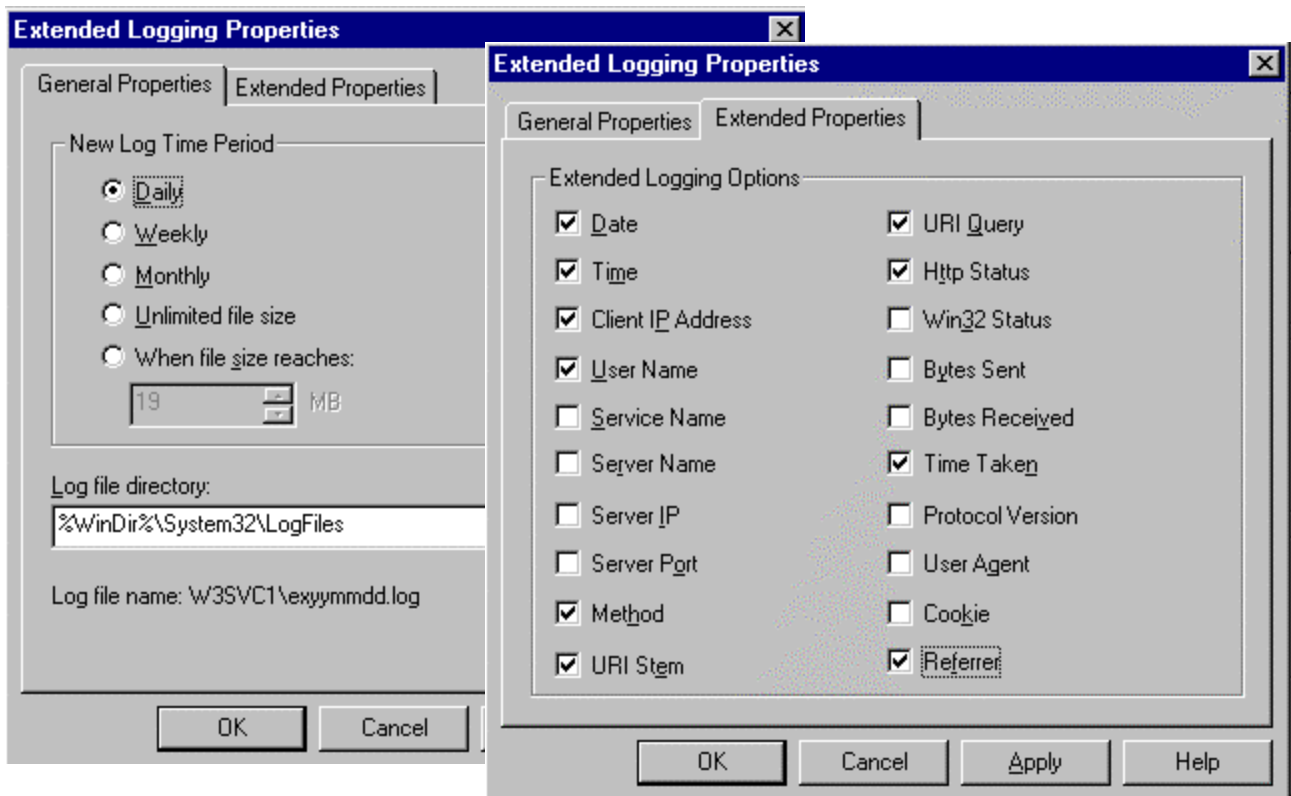 Extended Logging Properties
General Properties
Extended Properties
New Log Time Period
Daily
Weekly
Monthly
Unlimited file size
When file size reaches:
19 MB
Log file directory:
%WinDir%\System32\LogFiles
Log file name: W3SVC1\exyymmdd.log
OK
Cancel
Extended Logging Properties
General Properties
Extended Properties
Extended Logging Options
Date
Time
Client IP Address
User Name
Service Name
Server Name
Server IP
Server Port
Method
URI Stem
URI Query
Http Status
Win32 Status
Bytes Sent
Bytes Received
Time Taken
Protocol Version
User Agent
Cookie
Referrer
OK
Cancel
Apply
Help